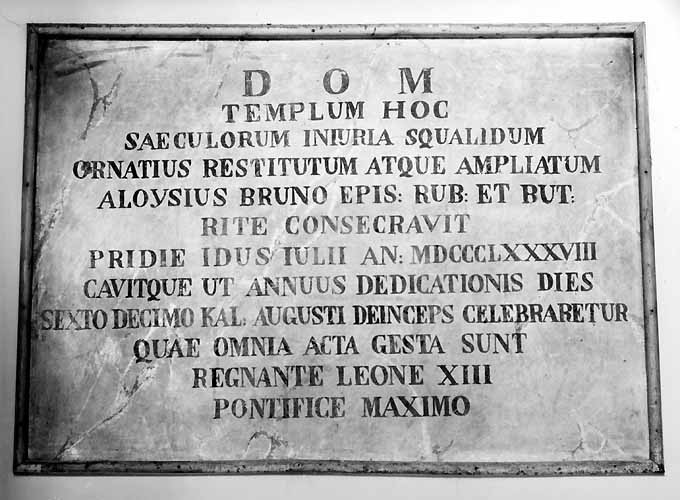 D O M
TEMPLUM HOC
SAECULORUM INIURIA SQUALIDUM
ORNATIUS RESTITUTUM ATQUE AMPLIATUM
ALOYSIUS BRUNO EPIS: RUB: ET BUT:
RITE CONSECRAVIT
PRIDIE IDUS IULII AN: MDCCCLXXXVIII
CAVITQUE UT ANNUUS DEDICATIONIS DIES
SEXTO DECIMO KAL: AUGUSTI DEINCEPS CELEBRARETUR
QUAE OMNIA ACTA GESTA SUNT
REGNANTE LEONE XIII
PONTIFICE MAXIMO